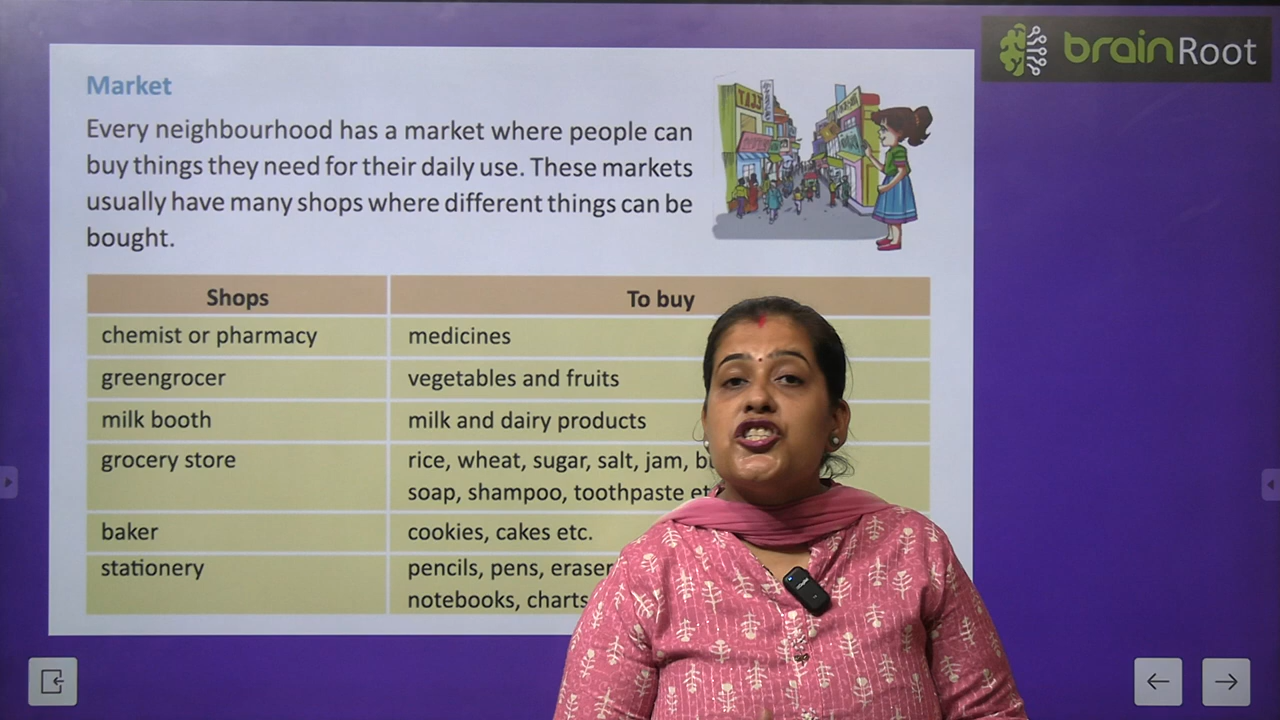 brainRoot
Market
Every neighbourhood has a market where people can
buy things they need for their daily use. These markets
usually have many shops where different things can be
bought.
Shops To buy
chemist or pharmacy medicines
greengrocer vegetables and fruits
milk booth milk and dairy products
grocery store rice, wheat, sugar, salt, jam,
soap, shampoo, toothpaste
baker cookies, cakes etc.
stationery pencils, pens,
notebooks, charts